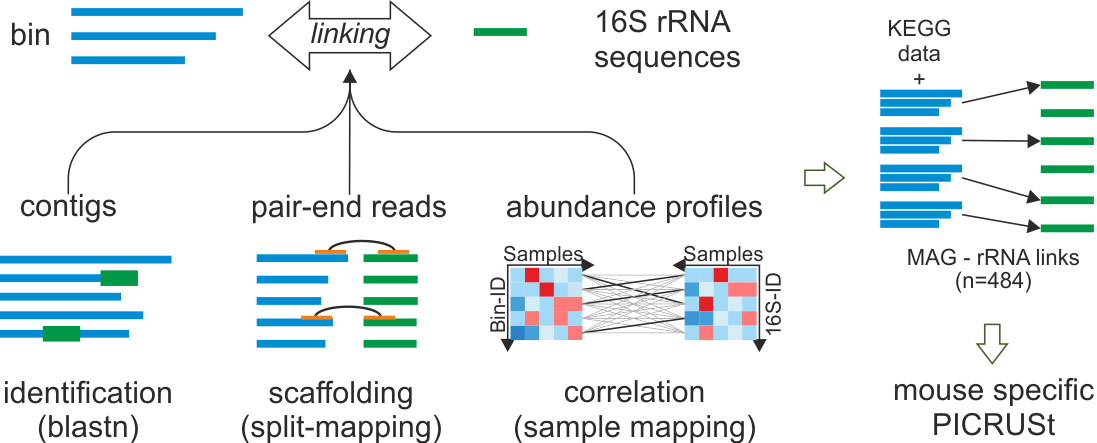 bin
linking
16S rRNA
sequences
contigs
pair-end reads
abundance profiles
Samples
Bin-ID
Samples
16S-ID
identification
(blastn)
scaffolding
(split-mapping)
correlation
(sample mapping)
KEGG
data
+
MAG - rRNA links
(n=484)
mouse specific
PICRUSt